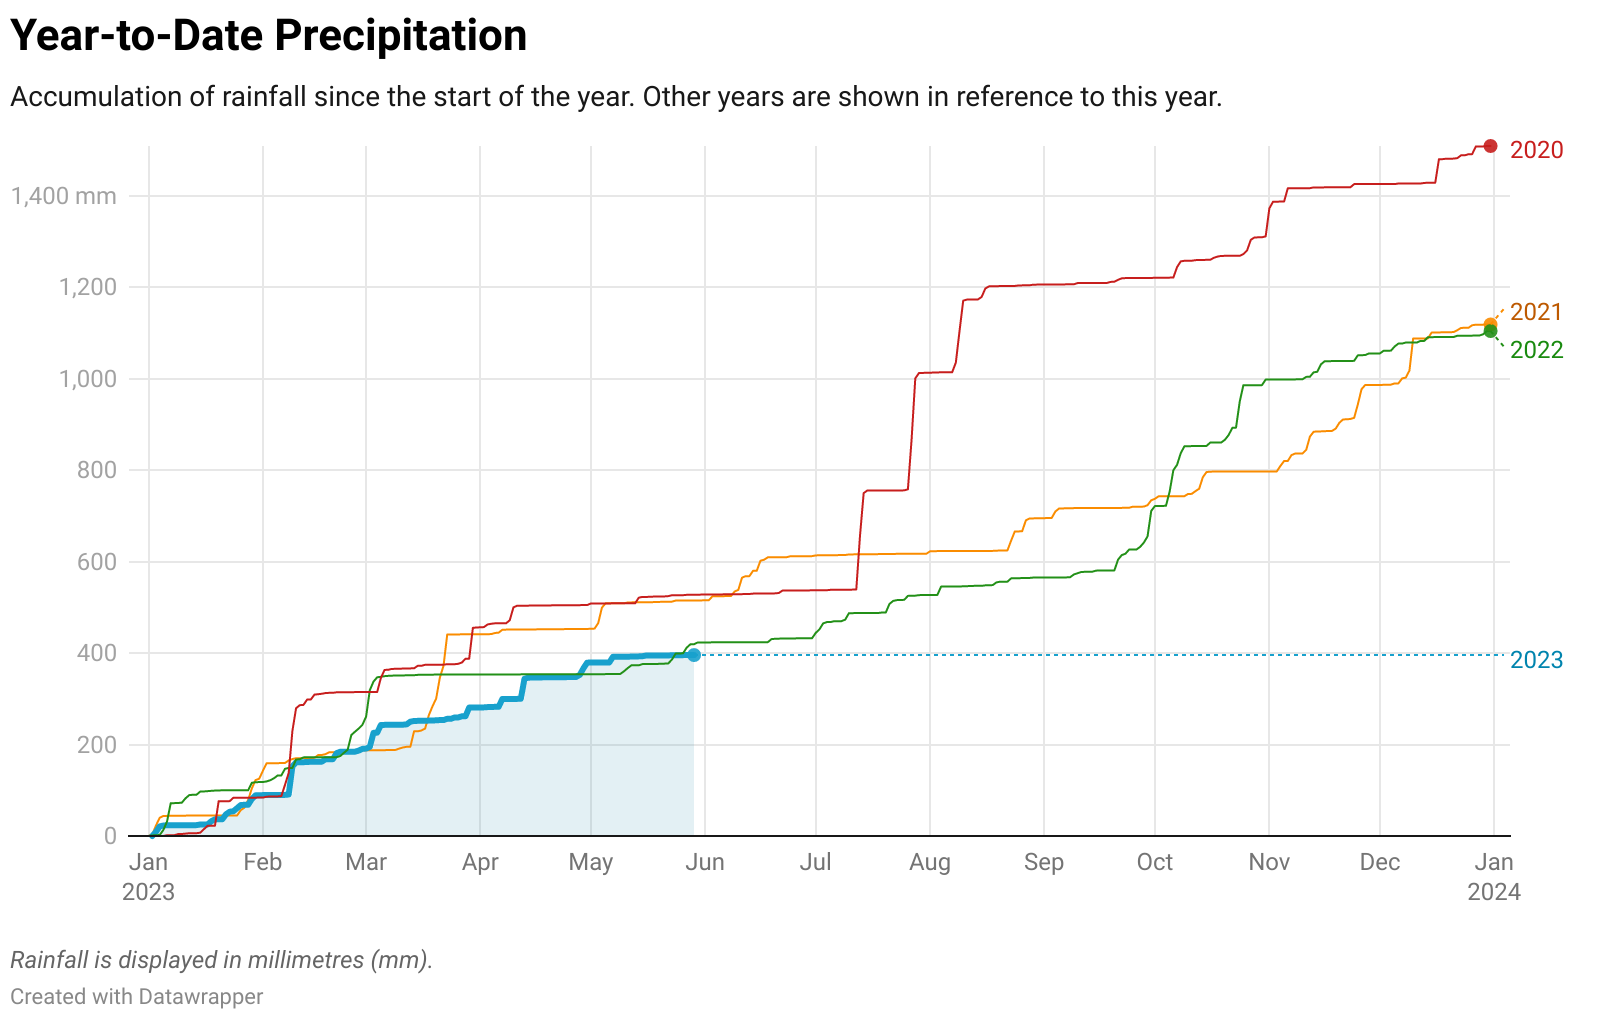 Year-to-Date Precipitation
Accumulation of rainfall since the start of the year. Other years are shown in reference to this year.
2020
1,400 mm
1,200
2021
2022
1,000
800
600
400
2023
200
0
Jan Feb Mar Apr May Jun Jul Aug Sep Oct Nov Dec Jan
2023 2024
Rainfall is displayed in millimetres (mm).
Created with Datawrapper